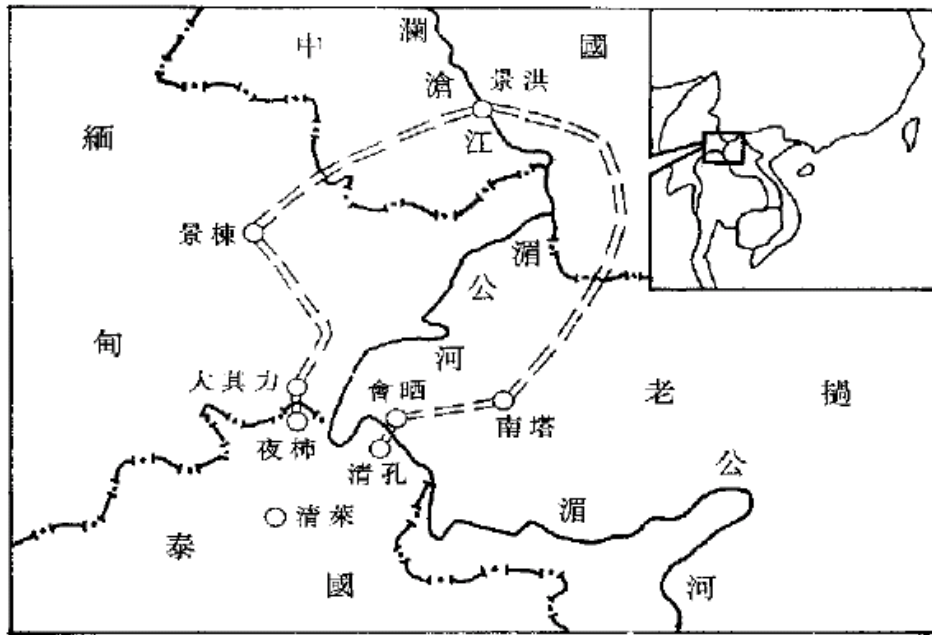 中
國
瀾
滄
江
景洪
緬
甸
景棟
湄
公
河
大其力
夜柿
會晒
清孔
南塔
老撾
清萊
泰
國
湄
公
河